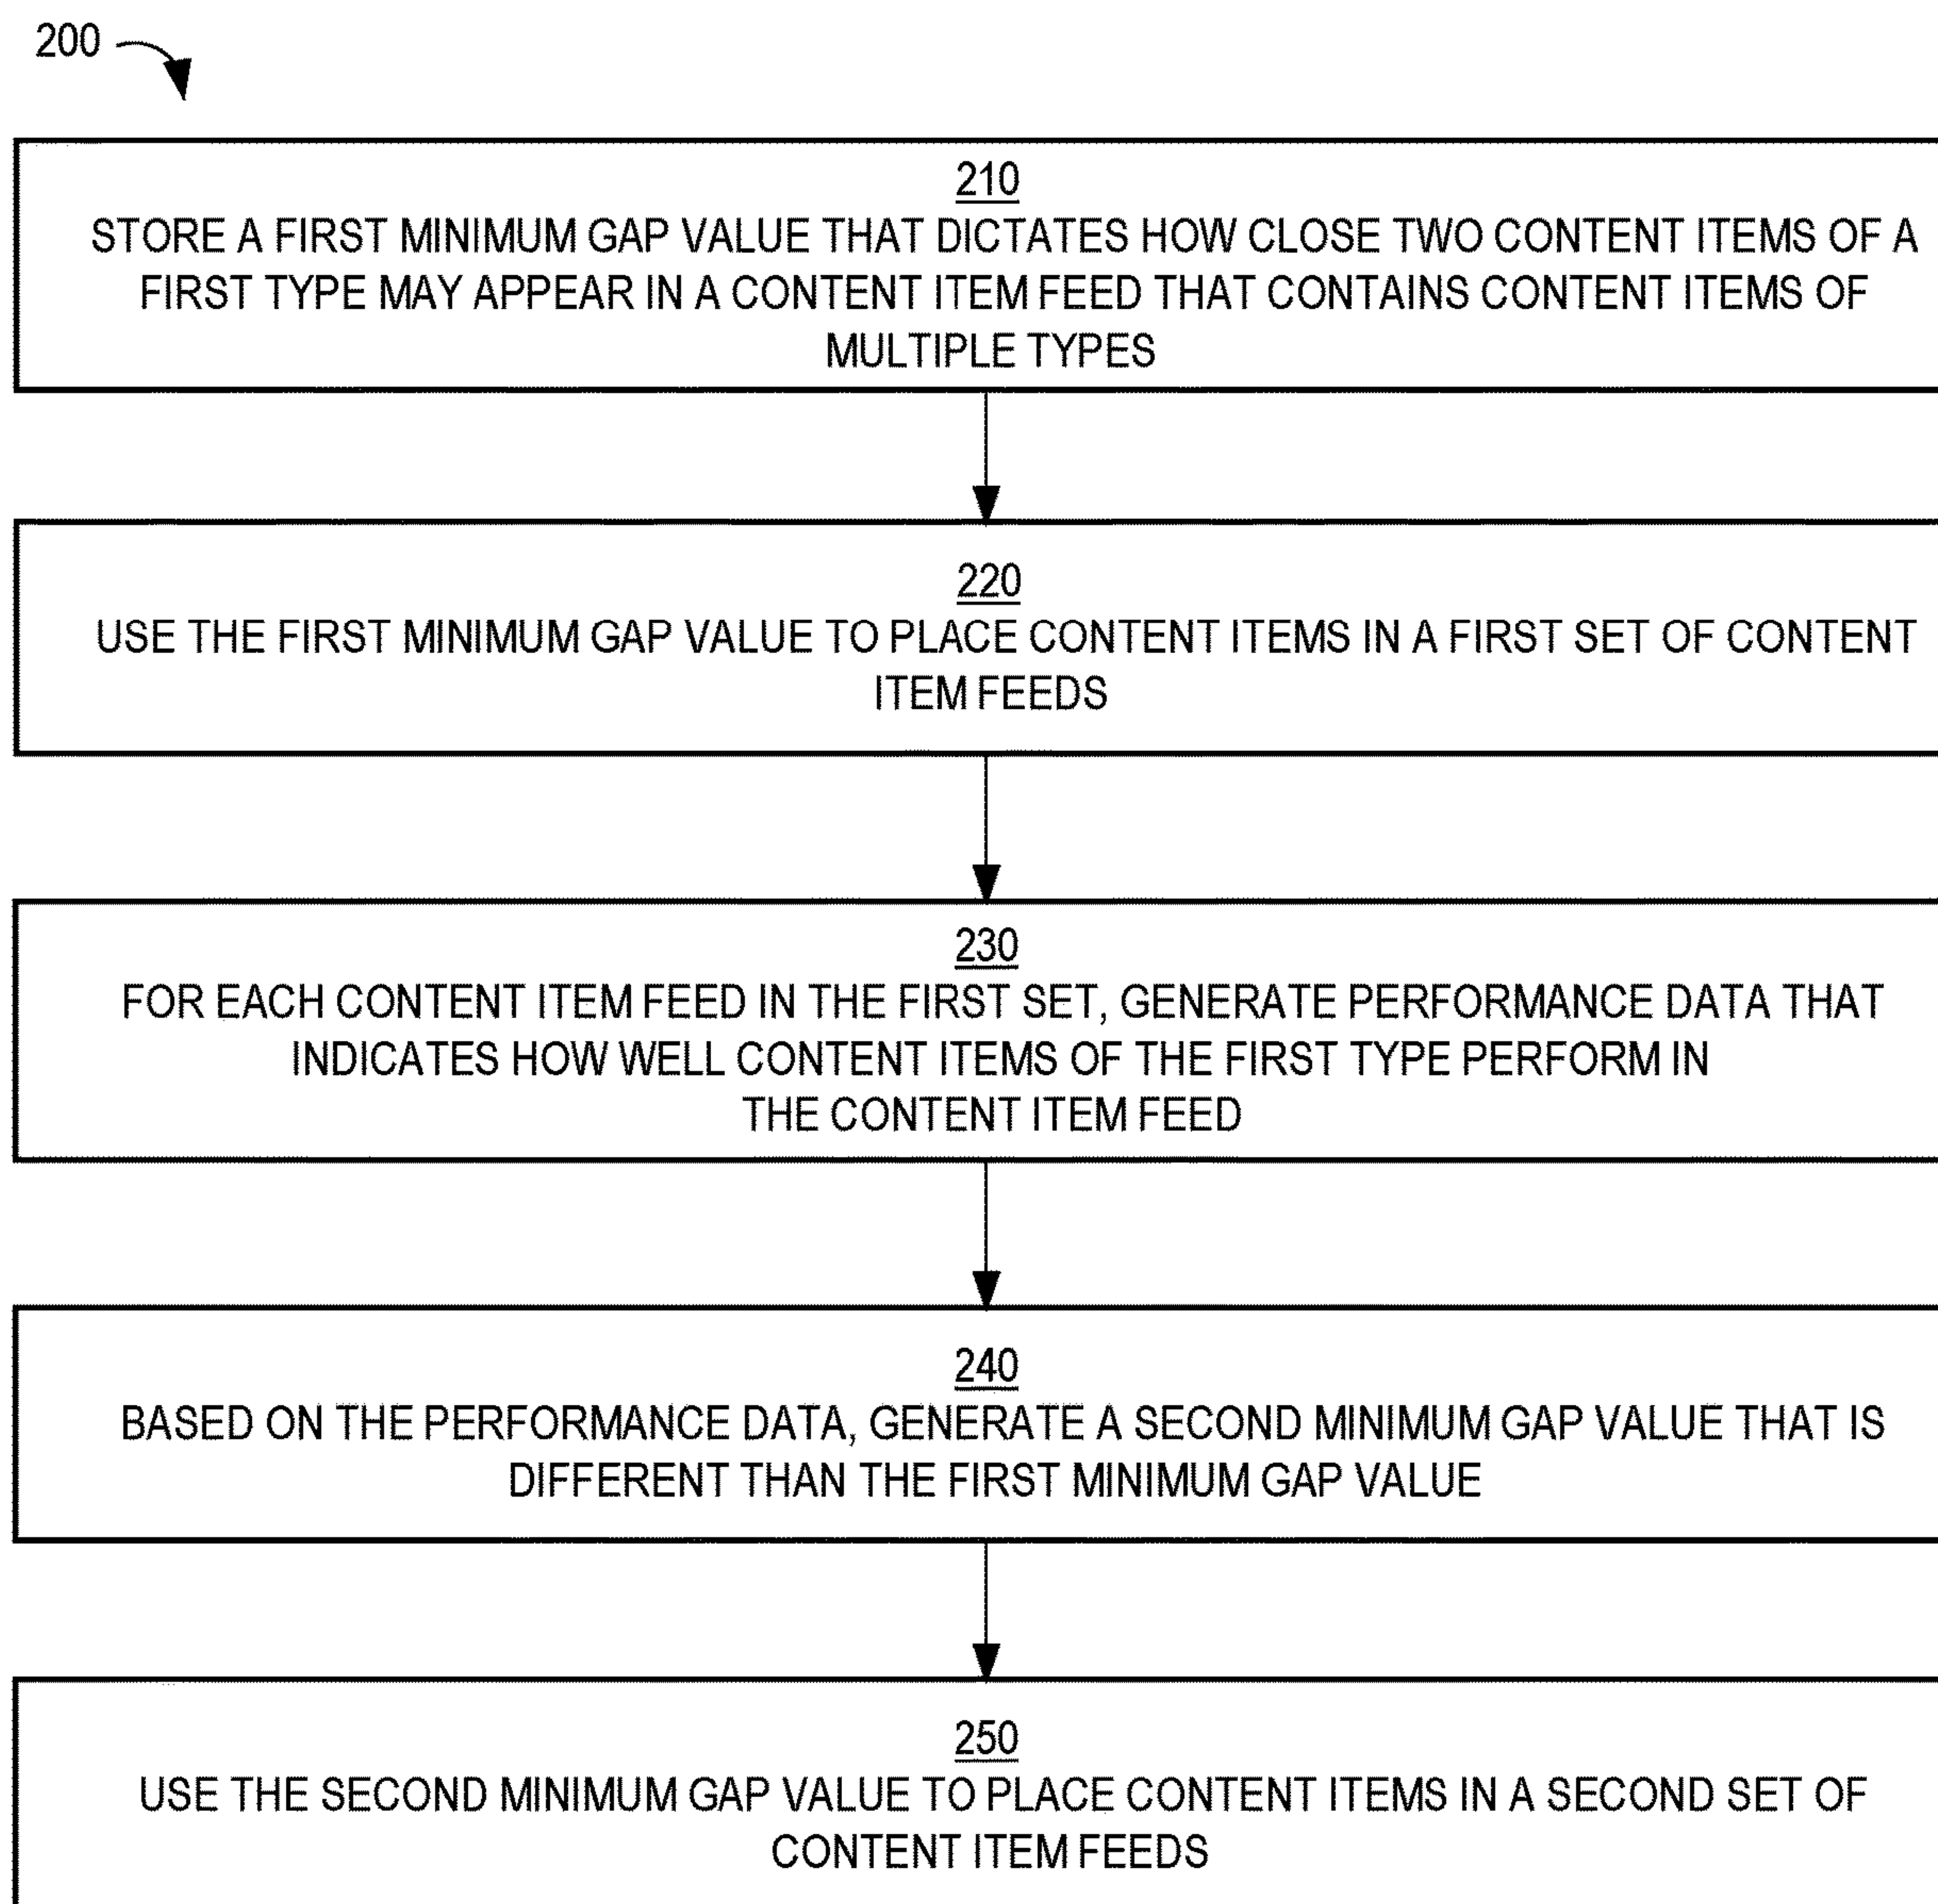 200
210
STORE A FIRST MINIMUM GAP VALUE THAT DICTATES HOW CLOSE TWO CONTENT ITEMS OF A
FIRST TYPE MAY APPEAR IN A CONTENT ITEM FEED THAT CONTAINS CONTENT ITEMS OF
MULTIPLE TYPES
220
USE THE FIRST MINIMUM GAP VALUE TO PLACE CONTENT ITEMS IN A FIRST SET OF CONTENT
ITEM FEEDS
230
FOR EACH CONTENT ITEM FEED IN THE FIRST SET, GENERATE PERFORMANCE DATA THAT
INDICATES HOW WELL CONTENT ITEMS OF THE FIRST TYPE PERFORM IN
THE CONTENT ITEM FEED
240
BASED ON THE PERFORMANCE DATA, GENERATE A SECOND MINIMUM GAP VALUE THAT IS
DIFFERENT THAN THE FIRST MINIMUM GAP VALUE
250
USE THE SECOND MINIMUM GAP VALUE TO PLACE CONTENT ITEMS IN A SECOND SET OF
CONTENT ITEM FEEDS